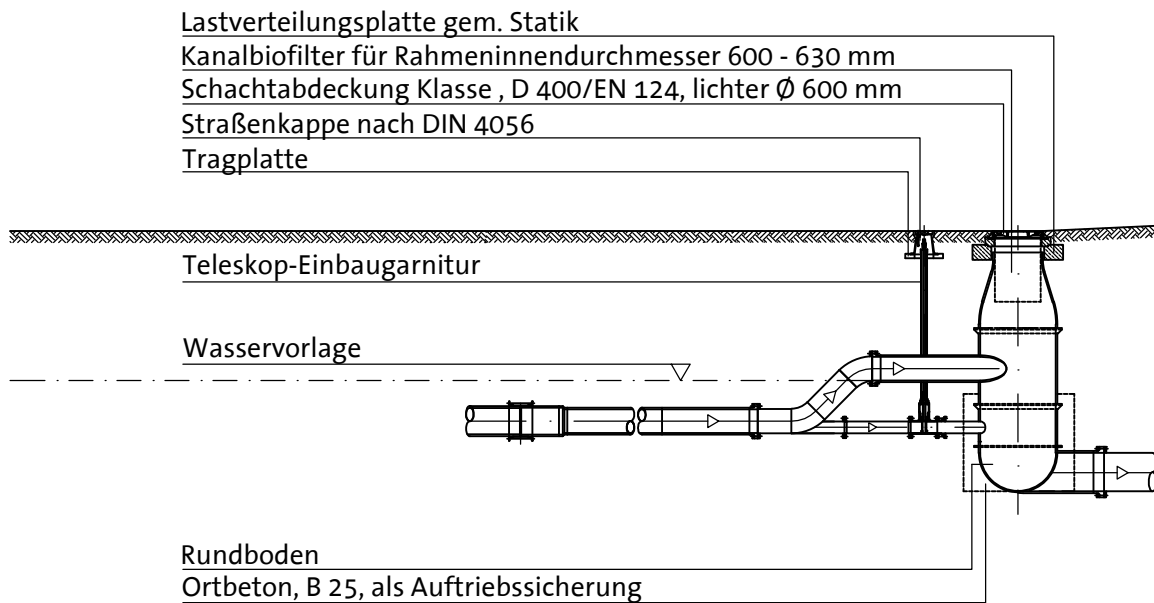 Lastverteilungsplatte gem. Statik
Kanalbiofilter für Rahmeninnendurchmesser 600 - 630 mm
Schachtabdeckung Klasse , D 400/EN 124, lichter Ø 600 mm
Straßenkappe nach DIN 4056
Tragplatte
Teleskop-Einbaugarnitur
Wasservorlage
Rundboden
Ortbeton, B 25, als Auftriebssicherung